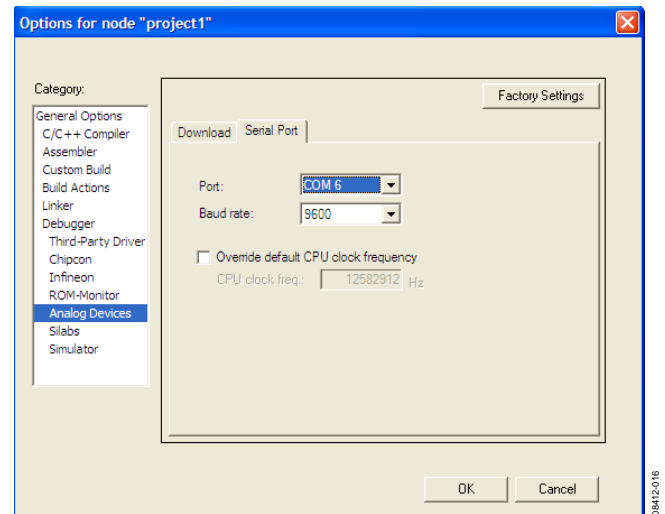 Options for node "project1"
Category:
Factory Settings
General Options
C/C++ Compiler
Assembler
Custom Build
Build Actions
Linker
Debugger
Third-Party Driver
Chipcon
Infineon
ROM-Monitor
Analog Devices
Silabs
Simulator
Download
Serial Port
Port:
COM 6
Baud rate:
9600
Override default CPU clock frequency
CPU clock freq.:
12582912
Hz
OK
Cancel
08412-016